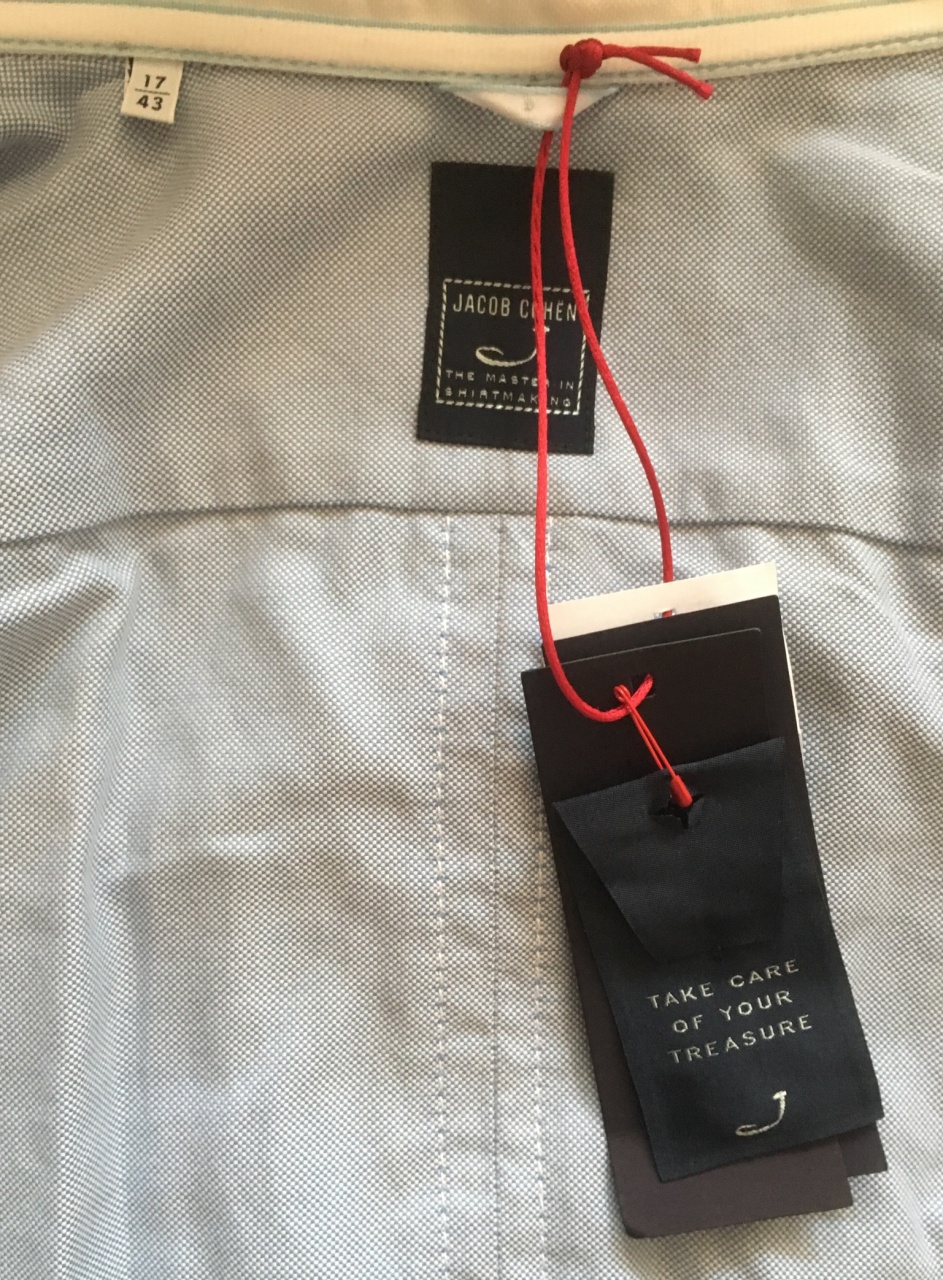 17
43
JACOB COHËN
J
THE MASTER IN
SHIRTMAKING
TAKE CARE
OF YOUR
TREASURE
J